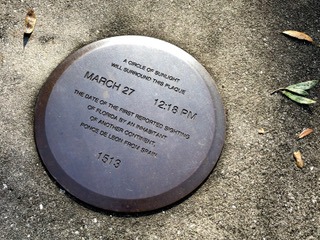 A CIRCLE OF SUNLIGHT
WILL SURROUND THIS PLAQUE
MARCH 27 12:18 PM
THE DATE OF THE FIRST REPORTED SIGHTING
OF FLORIDA BY AN INHABITANT
OF ANOTHER CONTINENT,
PONCE DE LEON FROM SPAIN
1513